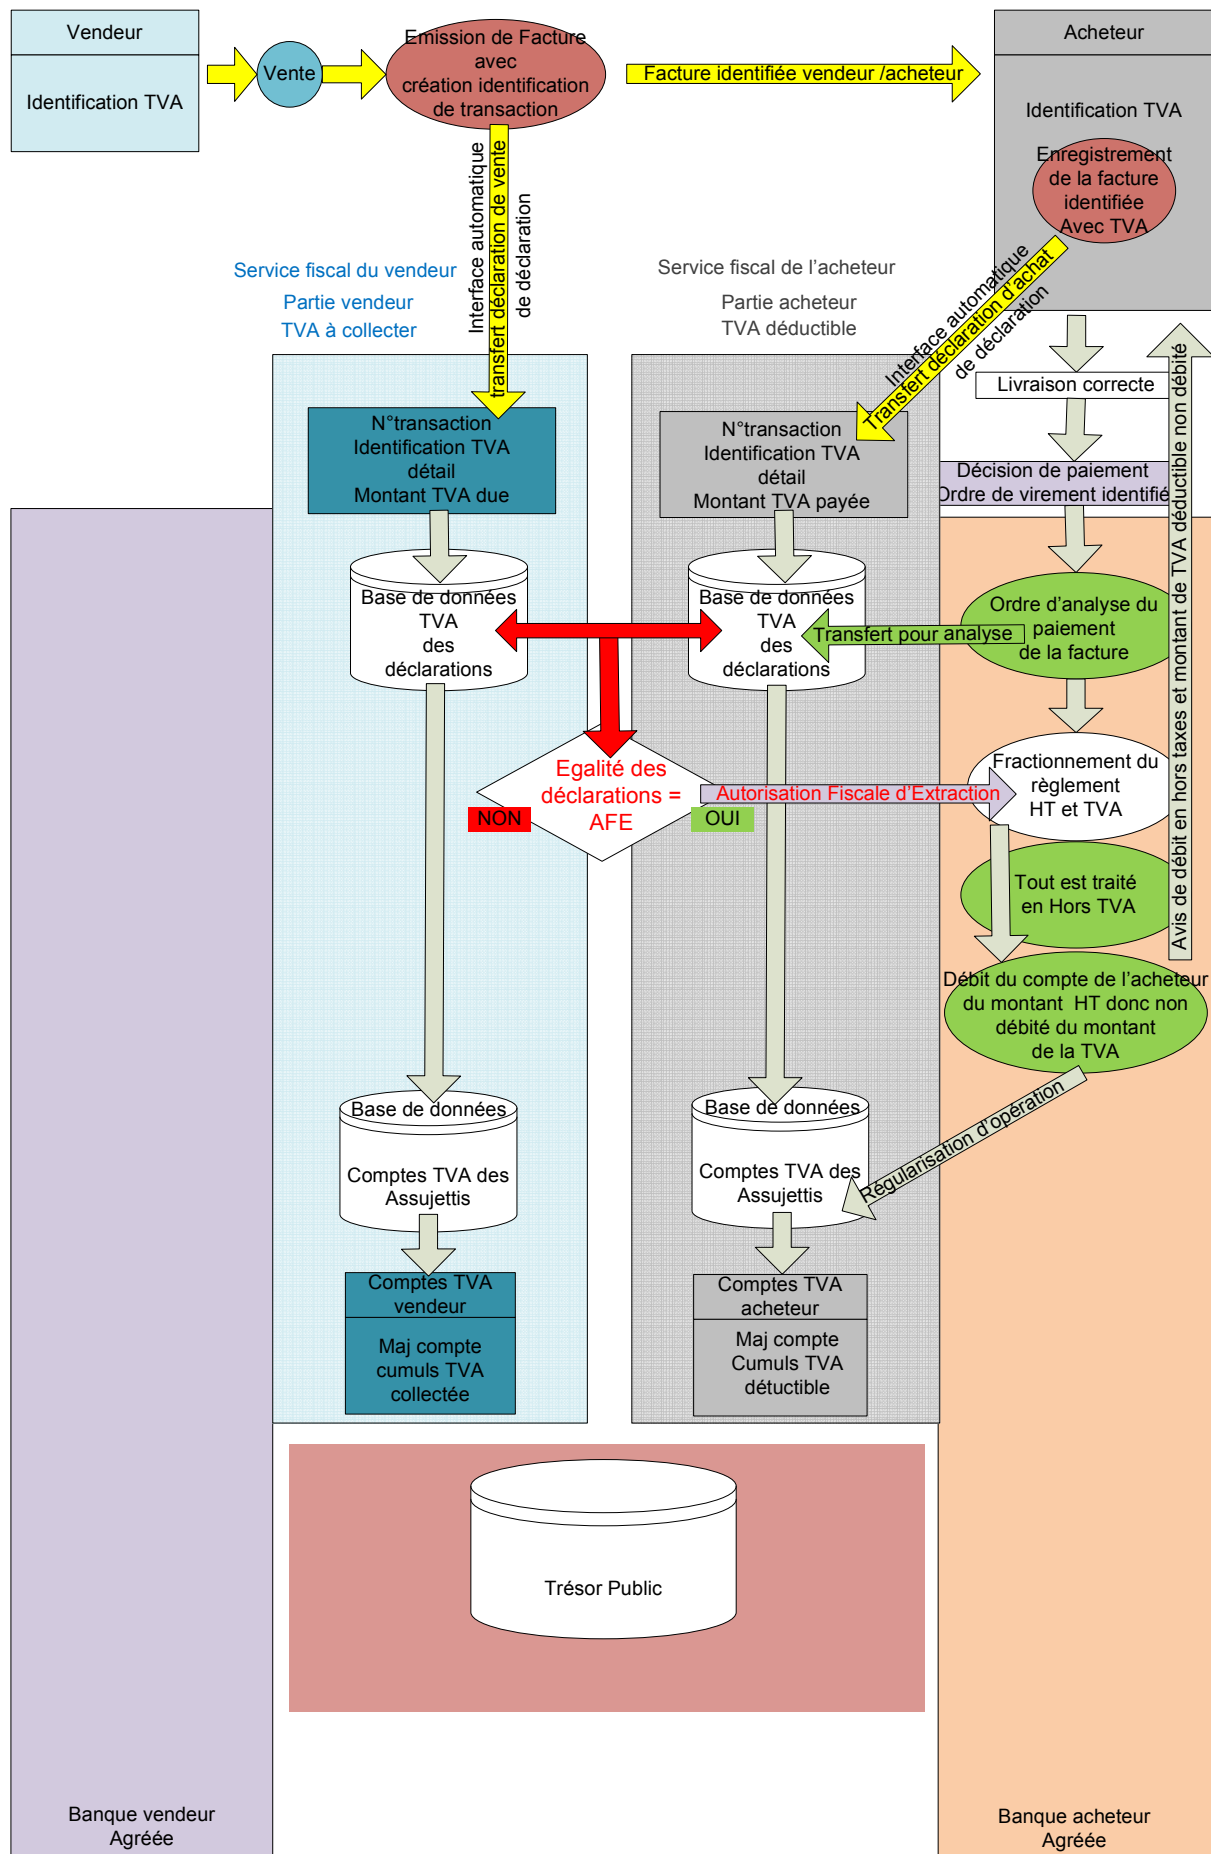 Vendeur
Identification TVA
Vente
Emission de Facture
avec
création identification
de transaction
Facture identifiée vendeur /acheteur
Acheteur
Identification TVA
Enregistrement
de la facture
identifiée
Avec TVA
Interface automatique
transfert déclaration de vente
de déclaration
Service fiscal du vendeur
Partie vendeur
TVA à collecter
Service fiscal de l’acheteur
Partie acheteur
TVA déductible
Interface automatique
Transfert déclaration d’achat
de déclaration
Livraison correcte
Décision de paiement
Ordre de virement identifié
Avis de débit en hors taxes et montant de TVA déductible non débité
N°transaction
Identification TVA
détail
Montant TVA due
N°transaction
Identification TVA
détail
Montant TVA payée
Base de données
TVA
des
déclarations
Base de données
TVA
des
déclarations
Transfert pour analyse
Ordre d’analyse du
paiement
de la facture
Egalité des
déclarations =
AFE
NON
OUI
Autorisation Fiscale d’Extraction
Fractionnement du
règlement
HT et TVA
Tout est traité
en Hors TVA
Débit du compte de l’acheteur
du montant  HT donc non
débité du montant
de la TVA
Régularisation d’opération
Base de données
Comptes TVA des
Assujettis
Base de données
Comptes TVA des
Assujettis
Comptes TVA
vendeur
Maj compte
cumuls TVA
collectée
Comptes TVA
acheteur
Maj compte
Cumuls TVA
détuctible
Trésor Public
Banque vendeur
Agréée
Banque acheteur
Agréée